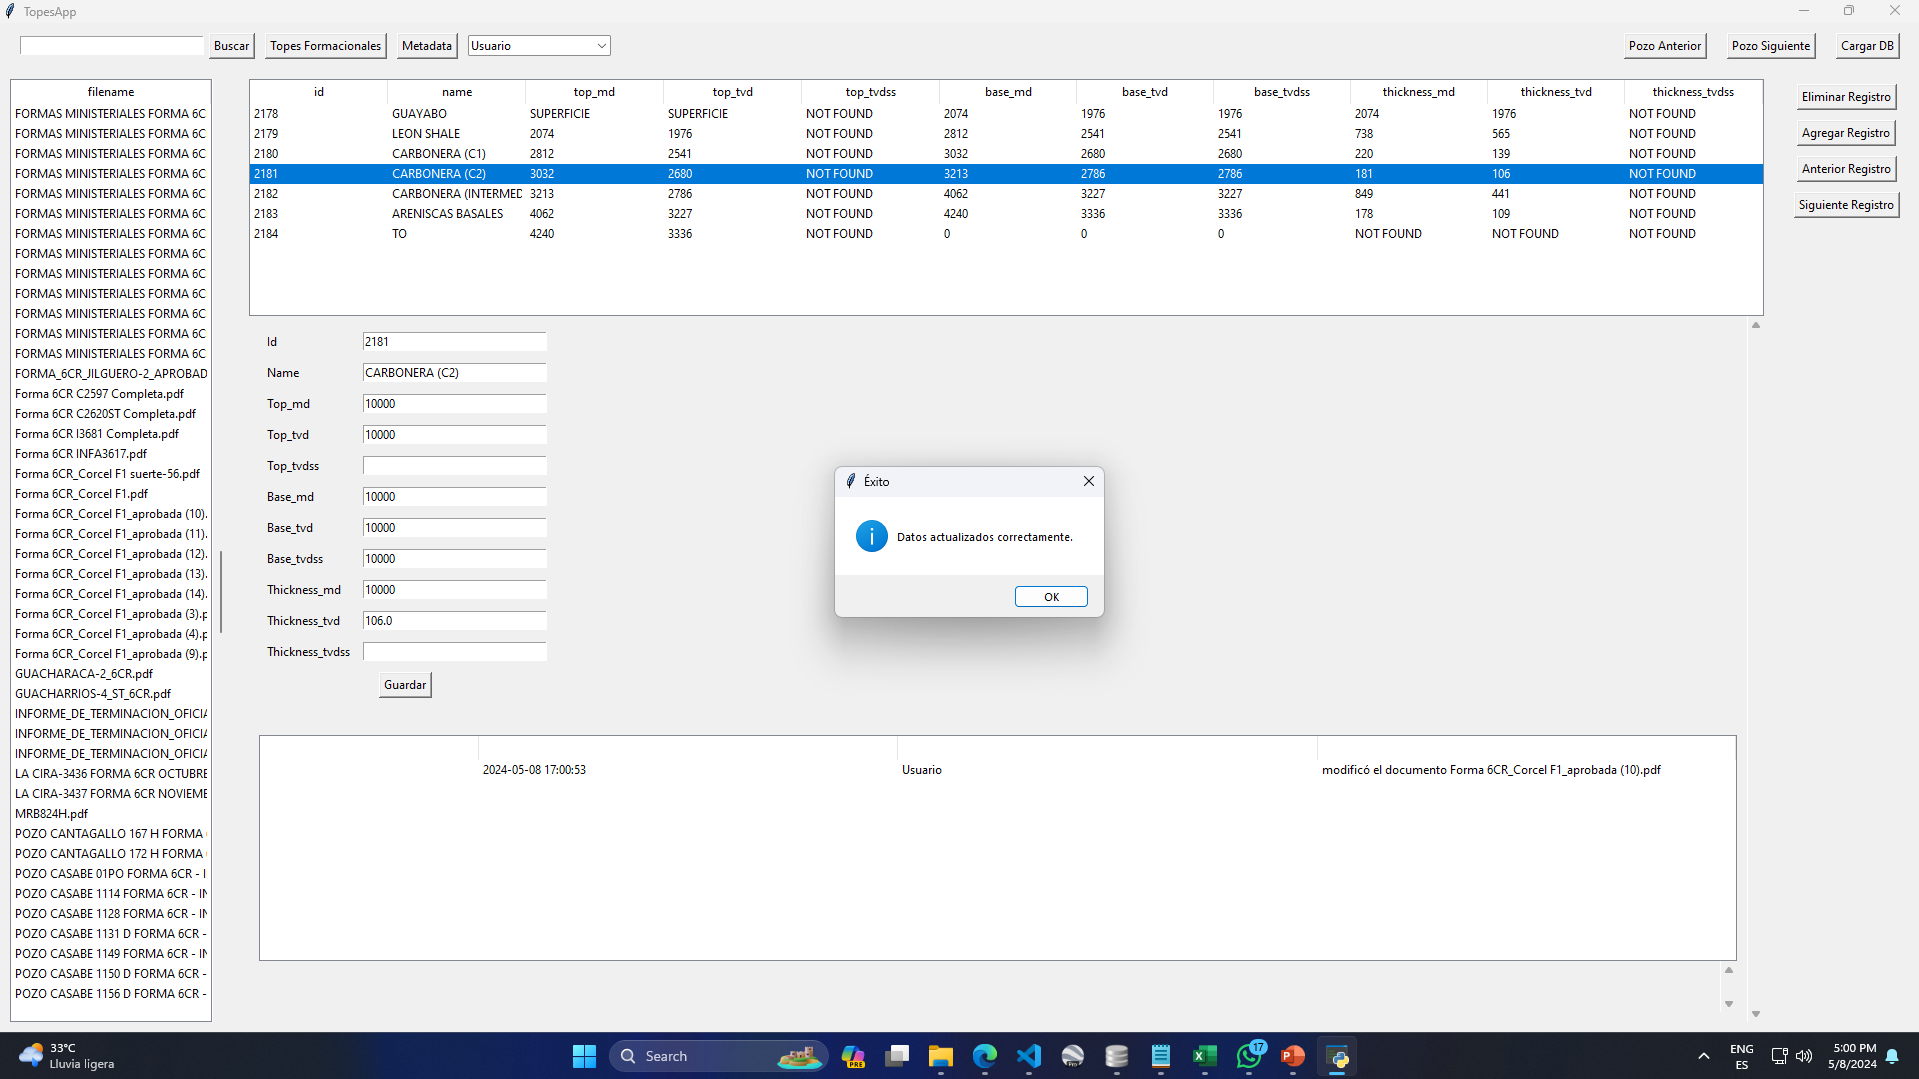 TopesApp
Buscar
Topes Formacionales
Metadata
Usuario
Pozo Anterior
Pozo Siguiente
Cargar DB
filename
FORMAS MINISTERIALES FORMA 6C
FORMAS MINISTERIALES FORMA 6C
FORMAS MINISTERIALES FORMA 6C
FORMAS MINISTERIALES FORMA 6C
FORMAS MINISTERIALES FORMA 6C
FORMAS MINISTERIALES FORMA 6C
FORMAS MINISTERIALES FORMA 6C
FORMAS MINISTERIALES FORMA 6C
FORMAS MINISTERIALES FORMA 6C
FORMAS MINISTERIALES FORMA 6C
FORMAS MINISTERIALES FORMA 6C
FORMAS MINISTERIALES FORMA 6C
FORMAS MINISTERIALES FORMA 6C
FORMA_6CR_JILGUERO-2_APROBAD
Forma 6CR C2597 Completa.pdf
Forma 6CR C2620ST Completa.pdf
Forma 6CR I3681 Completa.pdf
Forma 6CR INFA3617.pdf
Forma 6CR_Corcel F1 suerte-56.pdf
Forma 6CR_Corcel F1.pdf
Forma 6CR_Corcel F1_aprobada (10).
Forma 6CR_Corcel F1_aprobada (11).
Forma 6CR_Corcel F1_aprobada (12).
Forma 6CR_Corcel F1_aprobada (13).
Forma 6CR_Corcel F1_aprobada (14).
Forma 6CR_Corcel F1_aprobada (3).p
Forma 6CR_Corcel F1_aprobada (4).p
Forma 6CR_Corcel F1_aprobada (9).p
GUACHARACA-2_6CR.pdf
GUACHARRIOS-4_ST_6CR.pdf
INFORME_DE_TERMINACION_OFICIA
INFORME_DE_TERMINACION_OFICIA
INFORME_DE_TERMINACION_OFICIA
LA CIRA-3436 FORMA 6CR OCTUBRE
LA CIRA-3437 FORMA 6CR NOVIEME
MRB824H.pdf
POZO CANTAGALLO 167 H FORMA
POZO CANTAGALLO 172 H FORMA
POZO CASABE 01PO FORMA 6CR - I
POZO CASABE 1114 FORMA 6CR - IN
POZO CASABE 1128 FORMA 6CR - IN
POZO CASABE 1131 D FORMA 6CR -
POZO CASABE 1149 FORMA 6CR - IN
POZO CASABE 1150 D FORMA 6CR -
POZO CASABE 1156 D FORMA 6CR -
id name top_md top_tvd top_tvdss base_md base_tvd base_tvdss thickness_md thickness_tvd thickness_tvdss
2178 GUAYABO SUPERFICIE SUPERFICIE NOT FOUND 2074 1976 1976 2074 1976 NOT FOUND
2179 LEON SHALE 2074 1976 NOT FOUND 2812 2541 2541 738 565 NOT FOUND
2180 CARBONERA (C1) 2812 2541 NOT FOUND 3032 2680 2680 220 139 NOT FOUND
2181 CARBONERA (C2) 3032 2680 NOT FOUND 3213 2786 2786 181 106 NOT FOUND
2182 CARBONERA (INTERMED 3213 2786 NOT FOUND 4062 3227 3227 849 441 NOT FOUND
2183 ARENISCAS BASALES 4062 3227 NOT FOUND 4240 3336 3336 178 109 NOT FOUND
2184 TO 4240 3336 NOT FOUND 0 0 0 NOT FOUND NOT FOUND NOT FOUND
Eliminar Registro
Agregar Registro
Anterior Registro
Siguiente Registro
Id 2181
Name CARBONERA (C2)
Top_md 10000
Top_tvd 10000
Top_tvdss
Base_md 10000
Base_tvd 10000
Base_tvdss 10000
Thickness_md 10000
Thickness_tvd 106.0
Thickness_tvdss
Guardar
Éxito
Datos actualizados correctamente.
OK
2024-05-08 17:00:53 Usuario modificó el documento Forma 6CR_Corcel F1_aprobada (10).pdf
33°C
Lluvia ligera
Search
PRE
17
ENG
ES
5:00 PM
5/8/2024